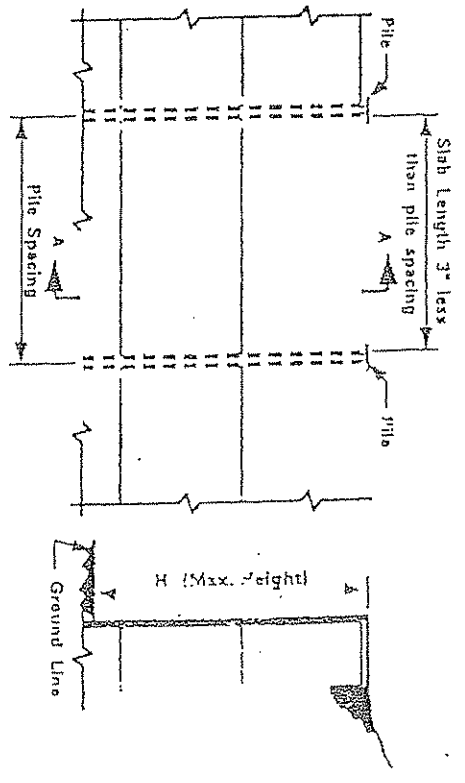 Pile
Slab Length 3" less
than pile spacing
A
A
Pile Spacing
Pile
H (Max. Height)
Ground Line